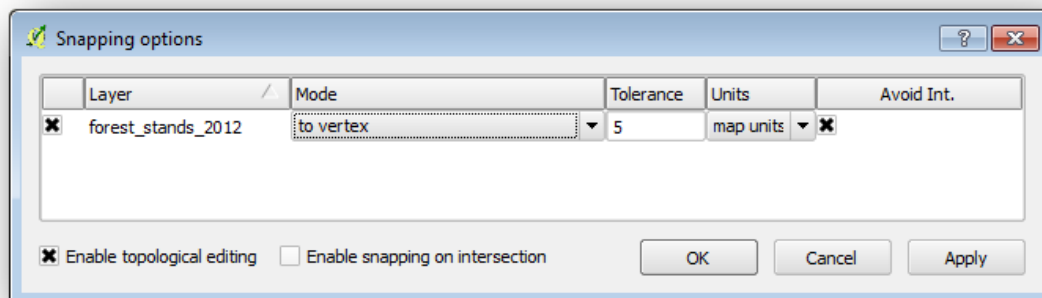 Snapping options
Layer Mode Tolerance Units Avoid Int.
forest_stands_2012 to vertex 5 map units
Enable topological editing Enable snapping on intersection OK Cancel Apply